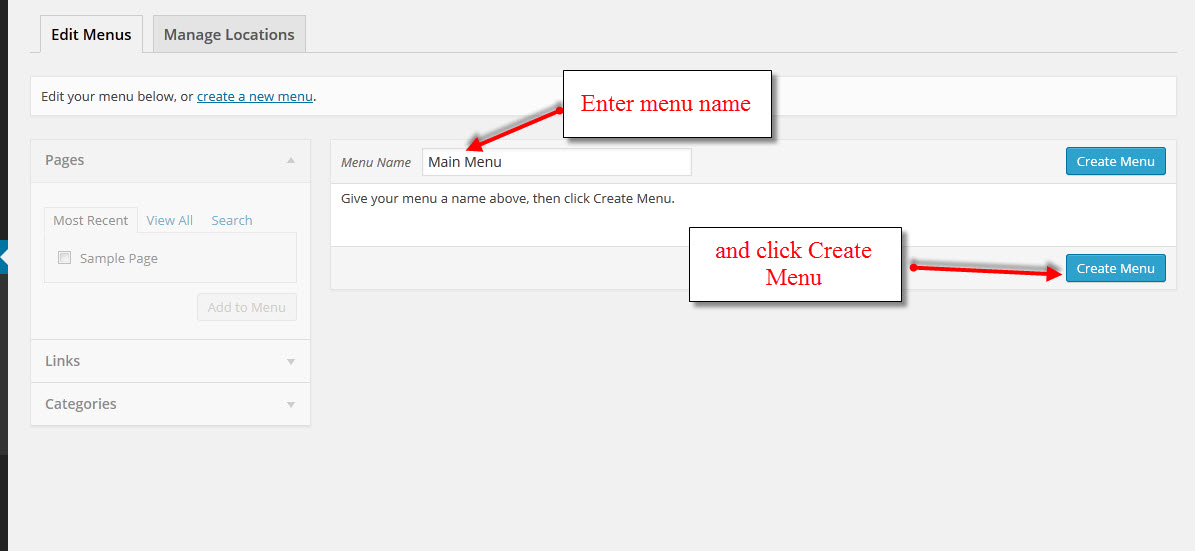 Edit Menus
Manage Locations
Edit your menu below, or create a new menu.
Enter menu name
Pages
Menu Name
Main Menu
Create Menu
Give your menu a name above, then click Create Menu.
Most Recent
View All
Search
Sample Page
and click Create
Menu
Create Menu
Add to Menu
Links
Categories